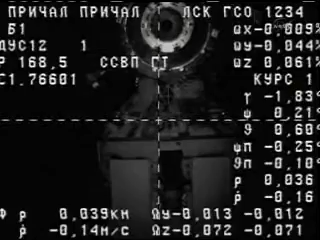 ПРИЧАЛ ПРИЧАЛ ЛСК ГСО 1234
Б1 ωx-0,009%
ДУС12 1 ωy-0,044%
Р 168,5 ССВП ГТ ωz 0,061%
С1,76601 КУРС 1
γ -1,83°
ψ 0,21°
ϑ 0,60°
ψп -0,25°
ϑп -0,10°
ρ 0,036
ρ̇ -0,16
Ф ρ 0,039км Ωy-0,013 -0,012
ρ̇ -0,14м/с Ωz-0,072 -0,071